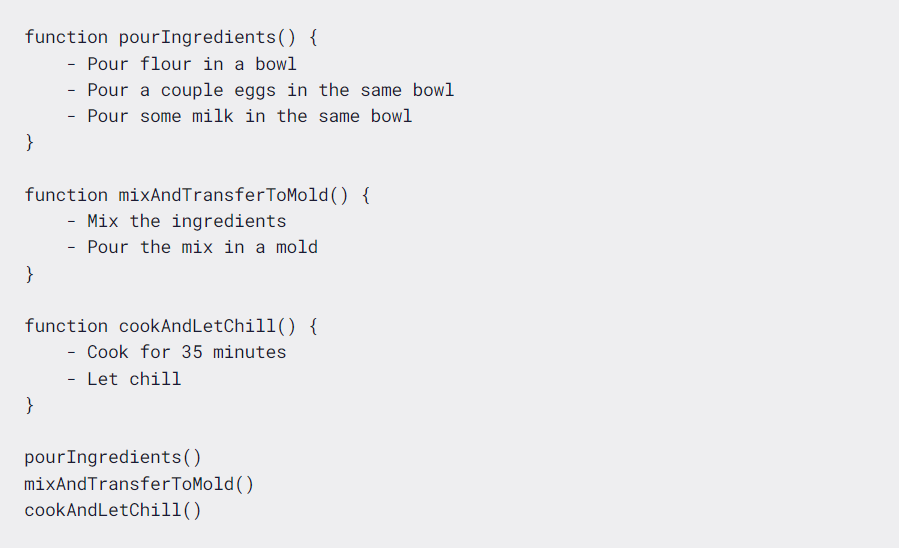 function pourIngredients() {
    - Pour flour in a bowl
    - Pour a couple eggs in the same bowl
    - Pour some milk in the same bowl
}

function mixAndTransferToMold() {
    - Mix the ingredients
    - Pour the mix in a mold
}

function cookAndLetChill() {
    - Cook for 35 minutes
    - Let chill
}

pourIngredients()
mixAndTransferToMold()
cookAndLetChill()